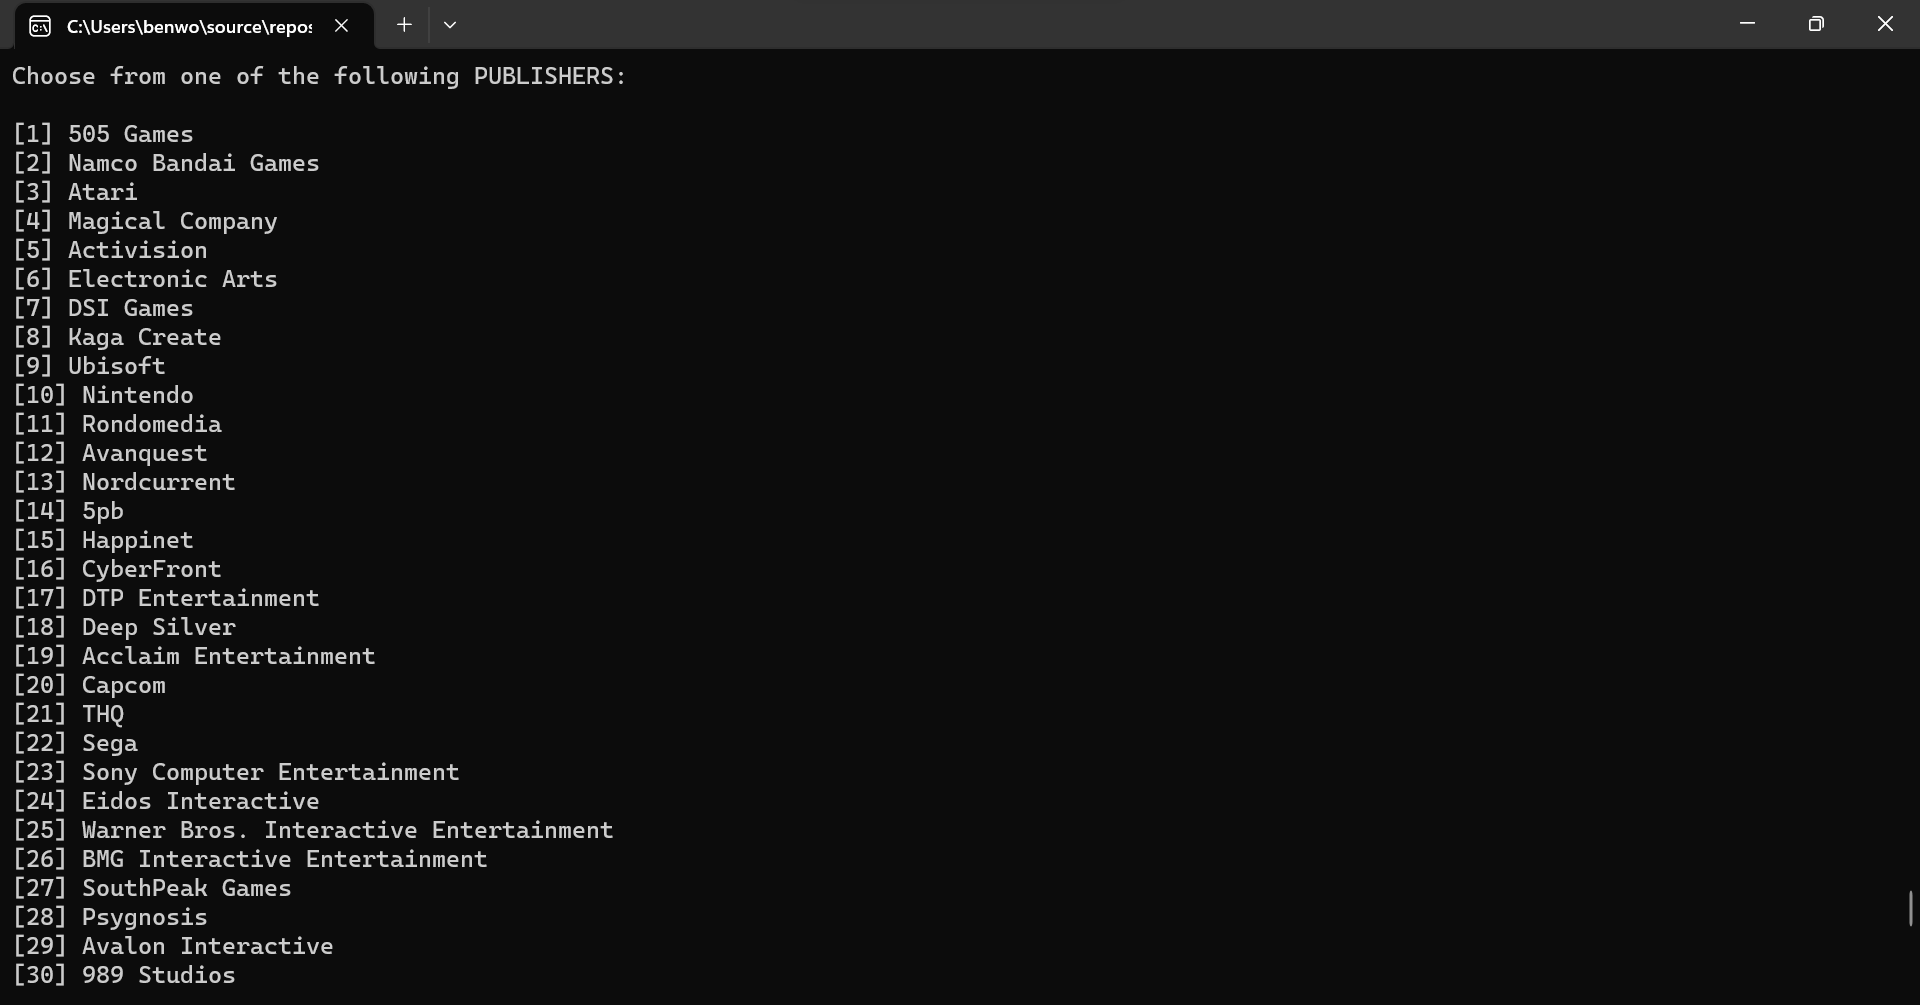 C:\Users\benwo\source\repos
Choose from one of the following PUBLISHERS:
[1] 505 Games
[2] Namco Bandai Games
[3] Atari
[4] Magical Company
[5] Activision
[6] Electronic Arts
[7] DSI Games
[8] Kaga Create
[9] Ubisoft
[10] Nintendo
[11] Rondomedia
[12] Avanquest
[13] Nordcurrent
[14] 5pb
[15] Happinet
[16] CyberFront
[17] DTP Entertainment
[18] Deep Silver
[19] Acclaim Entertainment
[20] Capcom
[21] THQ
[22] Sega
[23] Sony Computer Entertainment
[24] Eidos Interactive
[25] Warner Bros. Interactive Entertainment
[26] BMG Interactive Entertainment
[27] SouthPeak Games
[28] Psygnosis
[29] Avalon Interactive
[30] 989 Studios